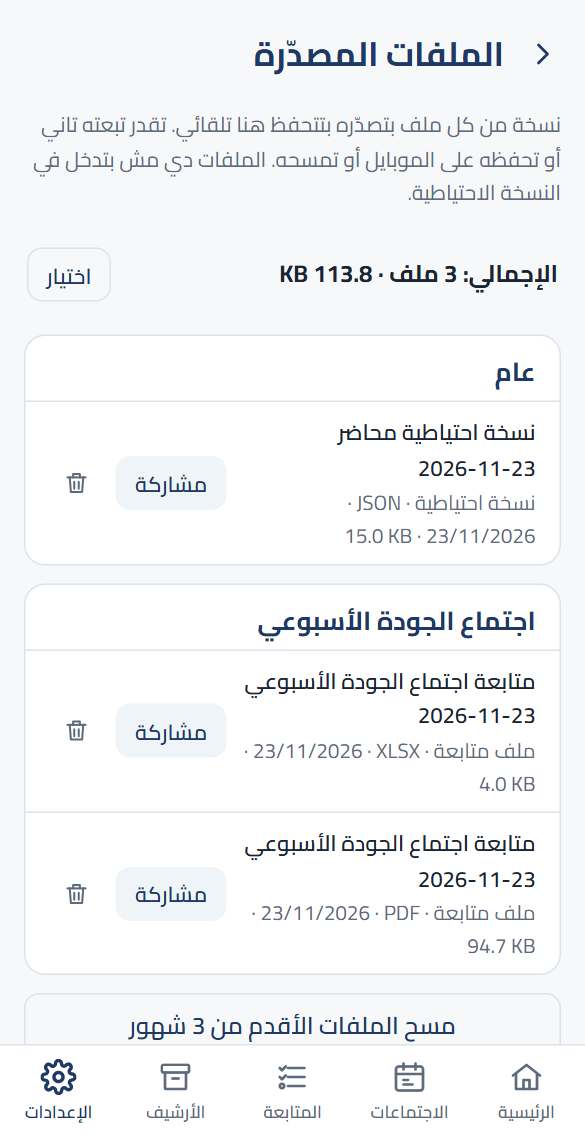 الملفات المصدّرة
نسخة من كل ملف بتصدّره بتتحفظ هنا تلقائي. تقدر تبعته تاني
أو تحفظه على الموبايل أو تمسحه. الملفات دي مش بتدخل في
النسخة الاحتياطية.
الإجمالي: 3 ملف · 113.8 KB
اختيار
عام
نسخة احتياطية محاضر
2026-11-23
نسخة احتياطية · JSON ·
23/11/2026 · 15.0 KB
مشاركة
اجتماع الجودة الأسبوعي
متابعة اجتماع الجودة الأسبوعي
2026-11-23
ملف متابعة · XLSX · 23/11/2026 ·
4.0 KB
مشاركة
متابعة اجتماع الجودة الأسبوعي
2026-11-23
ملف متابعة · PDF · 23/11/2026 ·
94.7 KB
مشاركة
مسح الملفات الأقدم من 3 شهور
الرئيسية
الاجتماعات
المتابعة
الأرشيف
الإعدادات